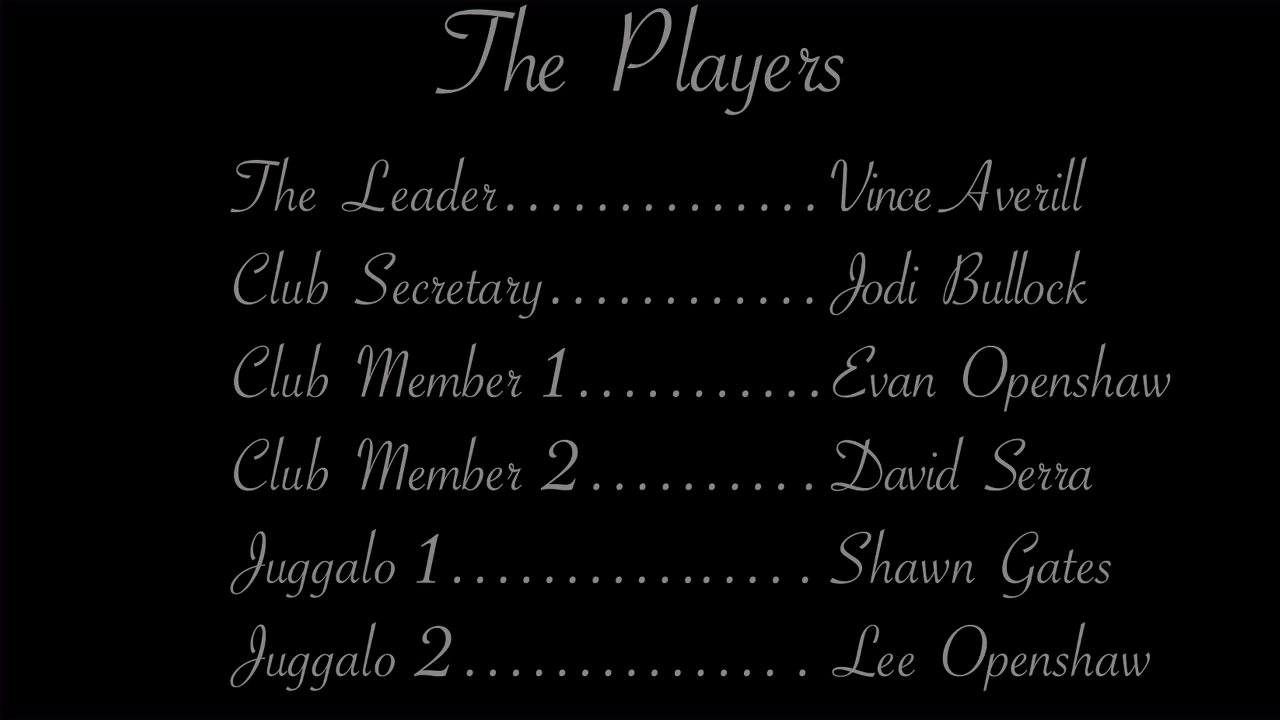 The Players
The Leader..............Vince Averill
Club Secretary............Jodi Bullock
Club Member 1...........Evan Openshaw
Club Member 2..........David Serra
Juggalo 1................Shawn Gates
Juggalo 2...............Lee Openshaw